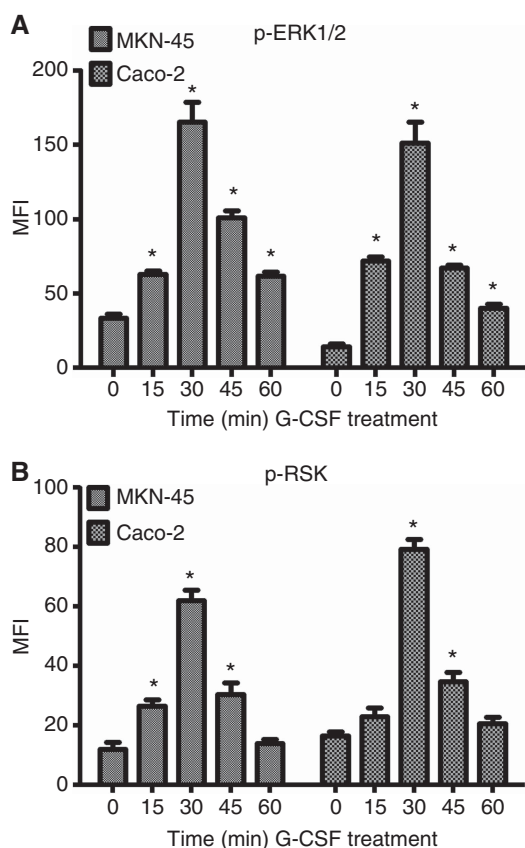 A
p-ERK1/2
MKN-45
Caco-2
200
150
100
50
0
MFI
* * * * * * * *
0 15 30 45 60 0 15 30 45 60
Time (min) G-CSF treatment
B
p-RSK
MKN-45
Caco-2
100
80
60
40
20
0
MFI
* * * * *
0 15 30 45 60 0 15 30 45 60
Time (min) G-CSF treatment